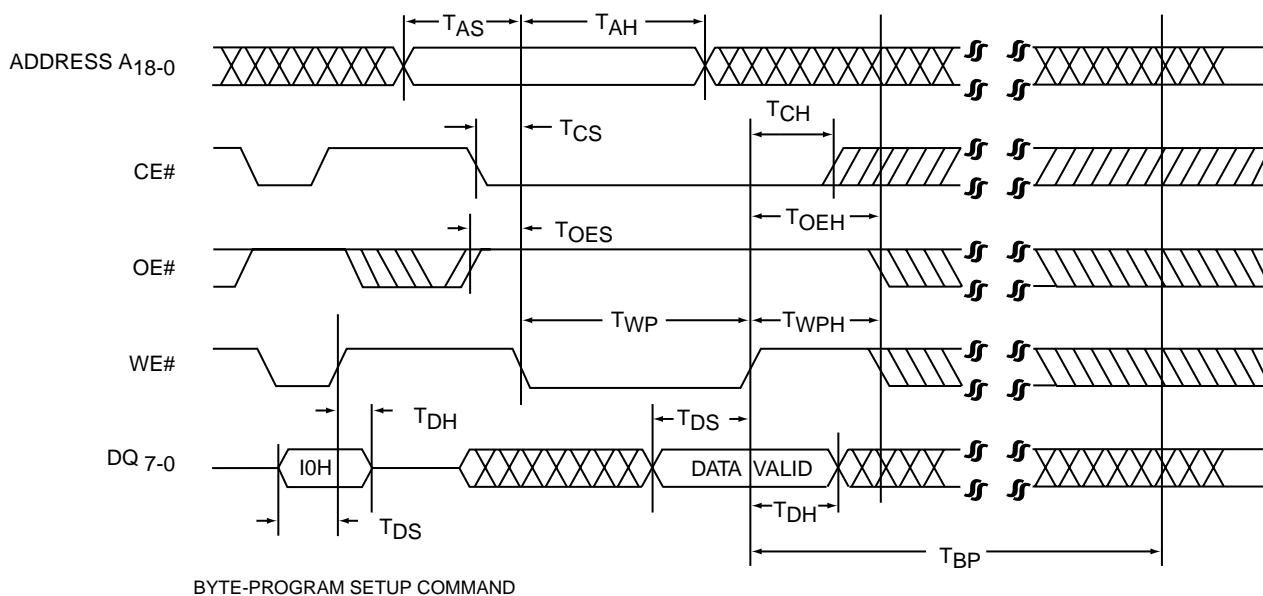 TAS TAH
ADDRESS A18-0
TCH
TCS
CE#
TOEH
TOES
OE#
TWP TWPH
WE#
TDH TDS
DQ 7-0 I0H DATA VALID
TDH
TDS
TBP
BYTE-PROGRAM SETUP COMMAND